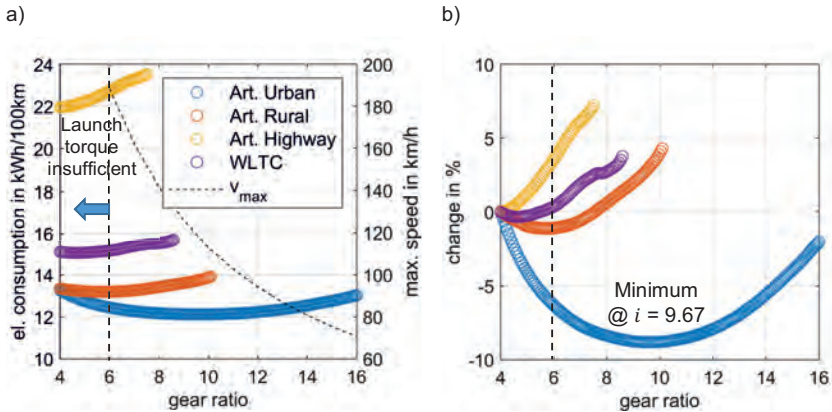 a)
el. consumption in kWh/100km
24
22
20
18
16
14
12
10
Launch
torque
insufficient
Art. Urban
Art. Rural
Art. Highway
WLTC
v_max
200
180
160
140
120
100
80
60
max. speed in km/h
4
6
8
10
12
14
16
gear ratio
b)
change in %
10
5
0
-5
-10
Minimum
@ i = 9.67
4
6
8
10
12
14
16
gear ratio